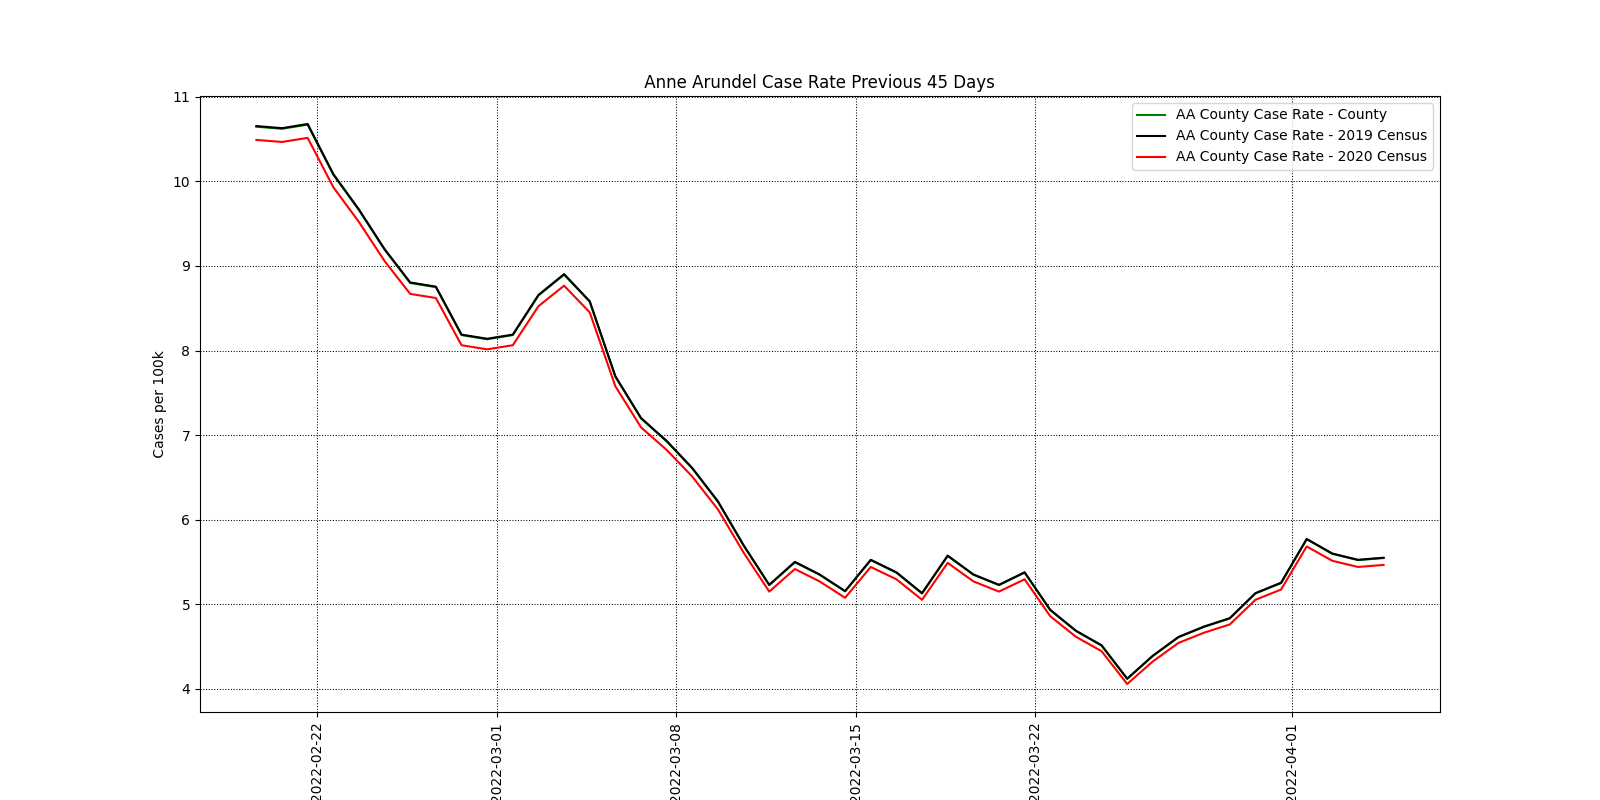 Anne Arundel Case Rate Previous 45 Days
AA County Case Rate - County
AA County Case Rate - 2019 Census
AA County Case Rate - 2020 Census
Cases per 100k
11
10
9
8
7
6
5
4
2022-02-22
2022-03-01
2022-03-08
2022-03-15
2022-03-22
2022-04-01